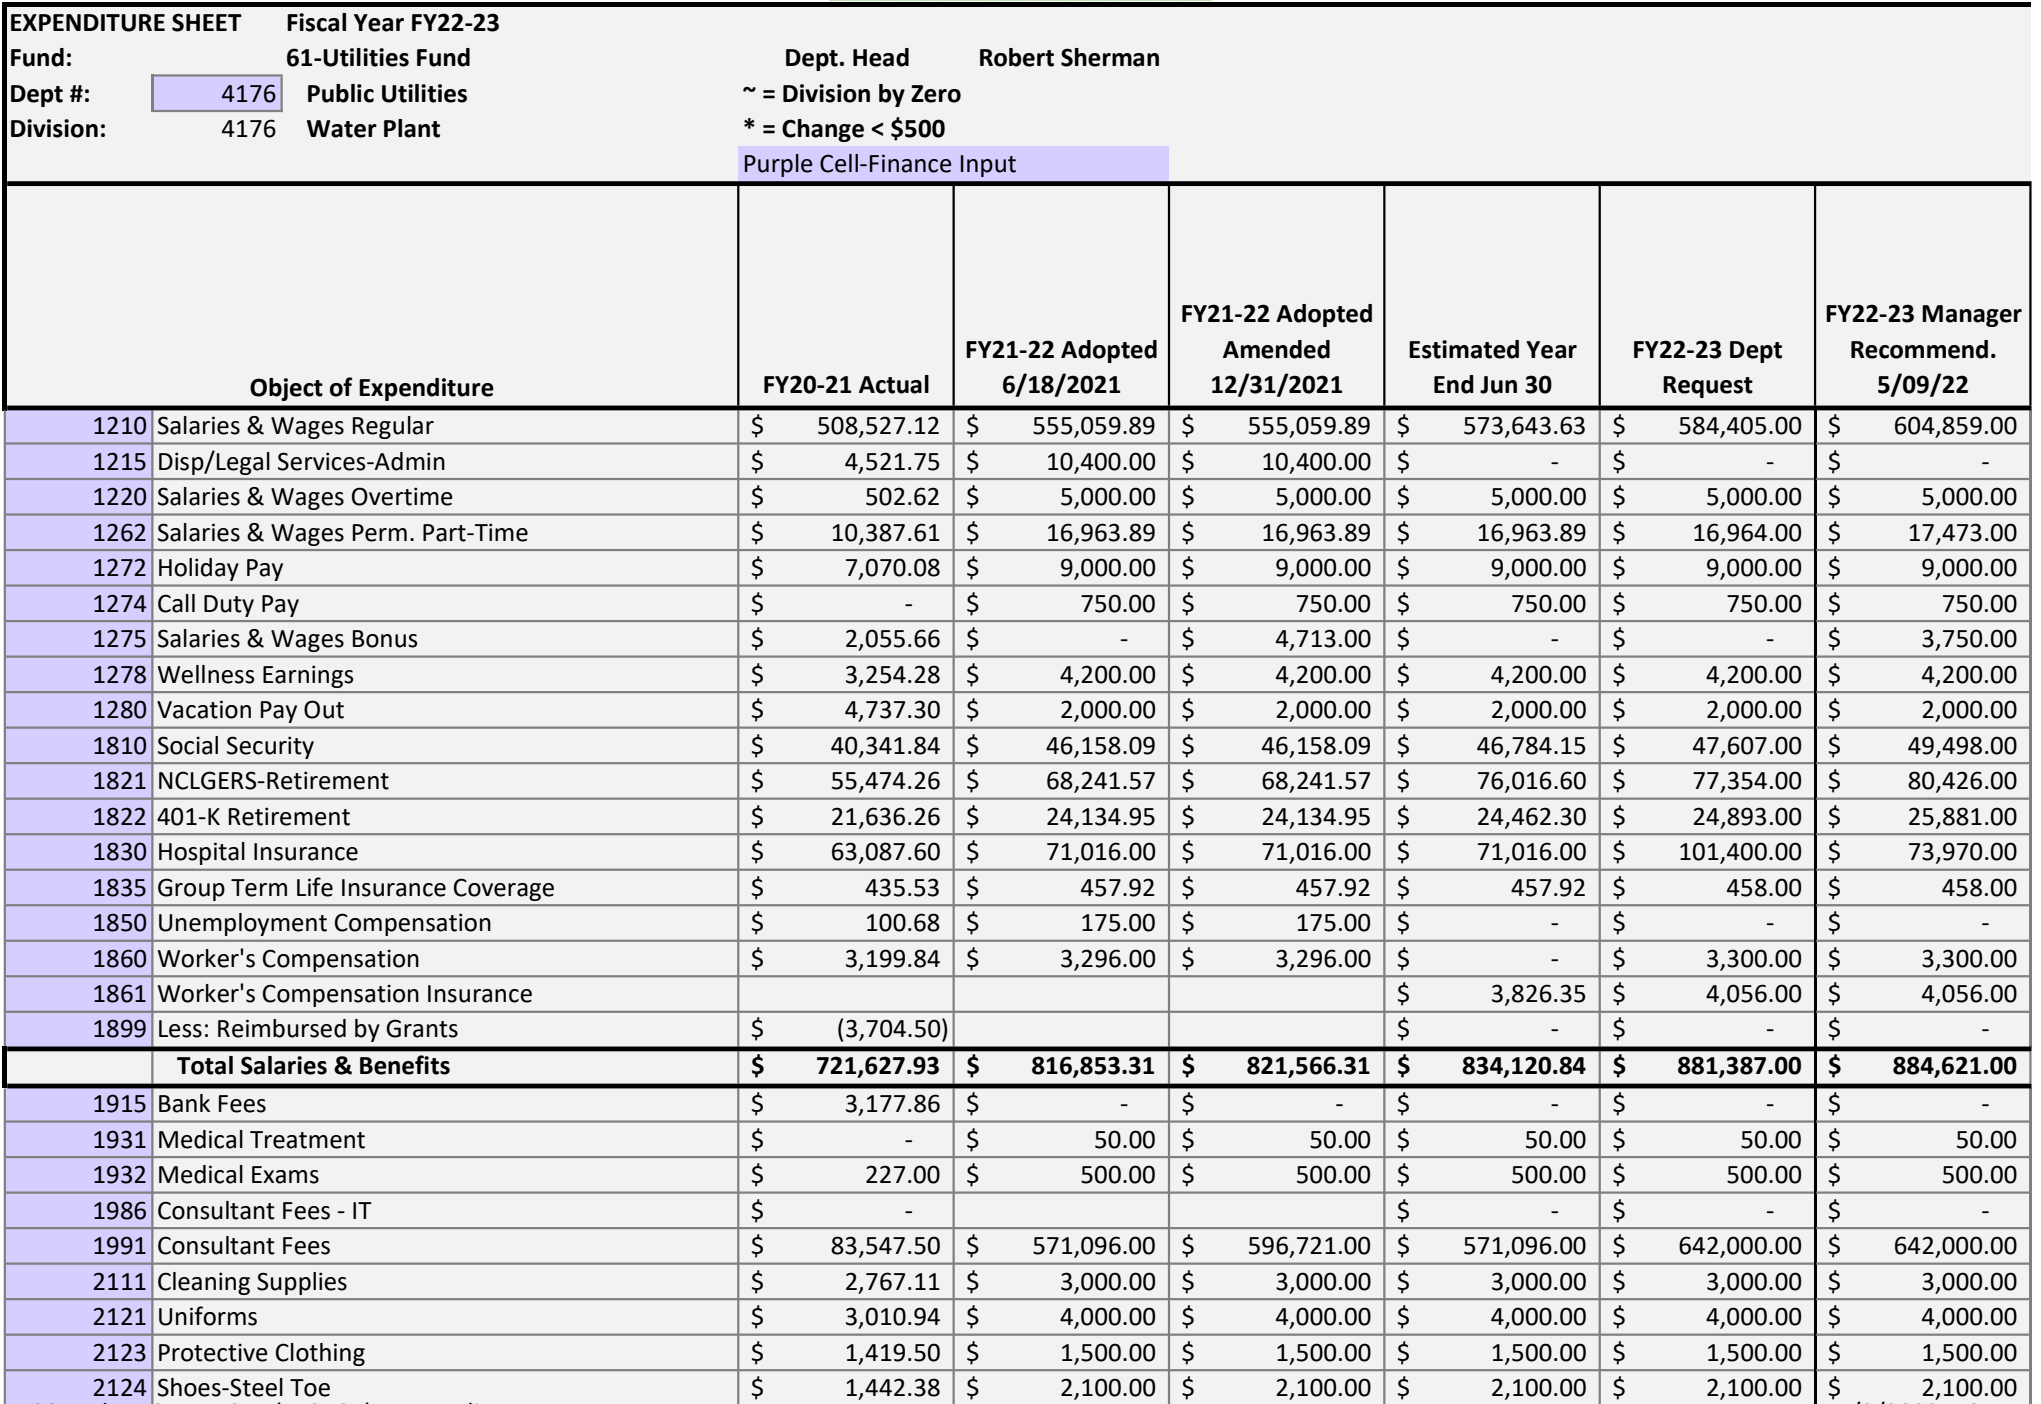 EXPENDITURE SHEET Fiscal Year FY22-23
Fund: 61-Utilities Fund Dept. Head Robert Sherman
Dept #: 4176 Public Utilities ~ = Division by Zero
Division: 4176 Water Plant * = Change < $500
Purple Cell-Finance Input
Object of Expenditure FY20-21 Actual FY21-22 Adopted 6/18/2021 FY21-22 Adopted Amended 12/31/2021 Estimated Year End Jun 30 FY22-23 Dept Request FY22-23 Manager Recommend. 5/09/22
1210 Salaries & Wages Regular $ 508,527.12 $ 555,059.89 $ 555,059.89 $ 573,643.63 $ 584,405.00 $ 604,859.00
1215 Disp/Legal Services-Admin $ 4,521.75 $ 10,400.00 $ 10,400.00 $ - $ - $ -
1220 Salaries & Wages Overtime $ 502.62 $ 5,000.00 $ 5,000.00 $ 5,000.00 $ 5,000.00 $ 5,000.00
1262 Salaries & Wages Perm. Part-Time $ 10,387.61 $ 16,963.89 $ 16,963.89 $ 16,963.89 $ 16,964.00 $ 17,473.00
1272 Holiday Pay $ 7,070.08 $ 9,000.00 $ 9,000.00 $ 9,000.00 $ 9,000.00 $ 9,000.00
1274 Call Duty Pay $ - $ 750.00 $ 750.00 $ 750.00 $ 750.00 $ 750.00
1275 Salaries & Wages Bonus $ 2,055.66 $ - $ 4,713.00 $ - $ - $ 3,750.00
1278 Wellness Earnings $ 3,254.28 $ 4,200.00 $ 4,200.00 $ 4,200.00 $ 4,200.00 $ 4,200.00
1280 Vacation Pay Out $ 4,737.30 $ 2,000.00 $ 2,000.00 $ 2,000.00 $ 2,000.00 $ 2,000.00
1810 Social Security $ 40,341.84 $ 46,158.09 $ 46,158.09 $ 46,784.15 $ 47,607.00 $ 49,498.00
1821 NCLGERS-Retirement $ 55,474.26 $ 68,241.57 $ 68,241.57 $ 76,016.60 $ 77,354.00 $ 80,426.00
1822 401-K Retirement $ 21,636.26 $ 24,134.95 $ 24,134.95 $ 24,462.30 $ 24,893.00 $ 25,881.00
1830 Hospital Insurance $ 63,087.60 $ 71,016.00 $ 71,016.00 $ 71,016.00 $ 101,400.00 $ 73,970.00
1835 Group Term Life Insurance Coverage $ 435.53 $ 457.92 $ 457.92 $ 457.92 $ 458.00 $ 458.00
1850 Unemployment Compensation $ 100.68 $ 175.00 $ 175.00 $ - $ - $ -
1860 Worker's Compensation $ 3,199.84 $ 3,296.00 $ 3,296.00 $ - $ 3,300.00 $ 3,300.00
1861 Worker's Compensation Insurance $ 3,826.35 $ 4,056.00 $ 4,056.00
1899 Less: Reimbursed by Grants $ (3,704.50) $ - $ - $ -
Total Salaries & Benefits $ 721,627.93 $ 816,853.31 $ 821,566.31 $ 834,120.84 $ 881,387.00 $ 884,621.00
1915 Bank Fees $ 3,177.86 $ - $ - $ - $ - $ -
1931 Medical Treatment $ - $ 50.00 $ 50.00 $ 50.00 $ 50.00 $ 50.00
1932 Medical Exams $ 227.00 $ 500.00 $ 500.00 $ 500.00 $ 500.00 $ 500.00
1986 Consultant Fees - IT $ - $ - $ - $ -
1991 Consultant Fees $ 83,547.50 $ 571,096.00 $ 596,721.00 $ 571,096.00 $ 642,000.00 $ 642,000.00
2111 Cleaning Supplies $ 2,767.11 $ 3,000.00 $ 3,000.00 $ 3,000.00 $ 3,000.00 $ 3,000.00
2121 Uniforms $ 3,010.94 $ 4,000.00 $ 4,000.00 $ 4,000.00 $ 4,000.00 $ 4,000.00
2123 Protective Clothing $ 1,419.50 $ 1,500.00 $ 1,500.00 $ 1,500.00 $ 1,500.00 $ 1,500.00
2124 Shoes-Steel Toe $ 1,442.38 $ 2,100.00 $ 2,100.00 $ 2,100.00 $ 2,100.00 $ 2,100.00